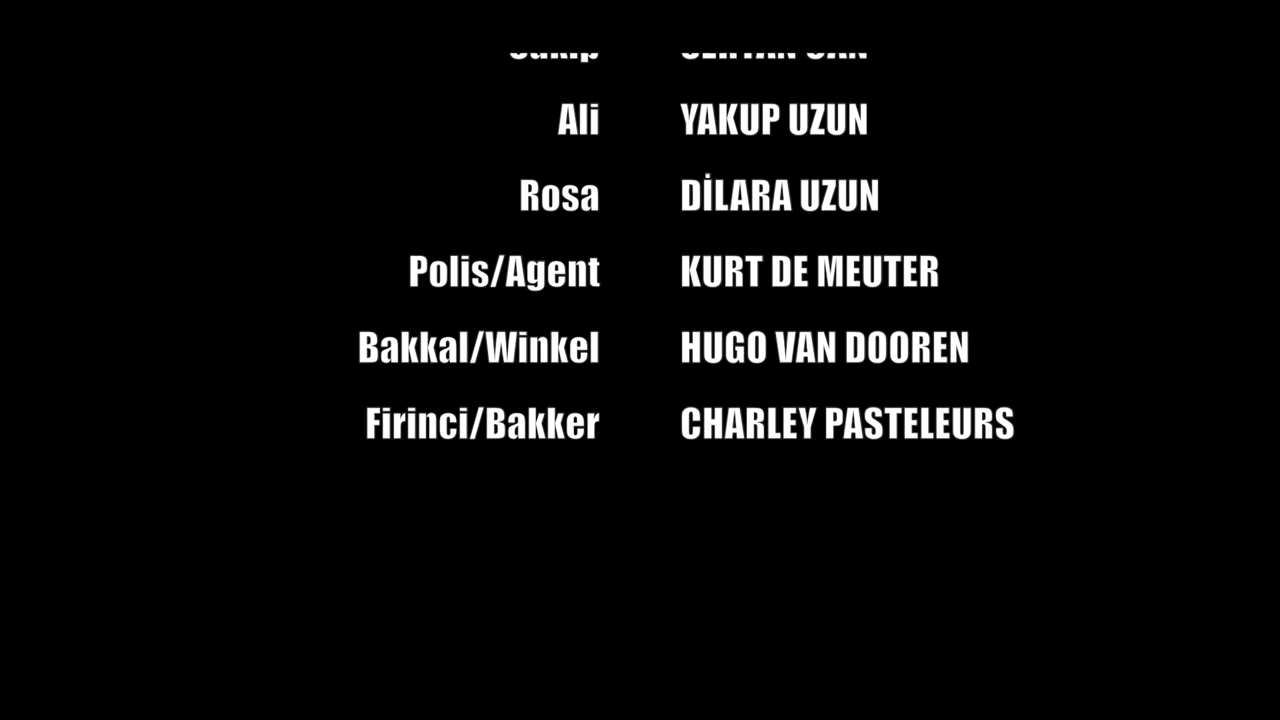 Ali YAKUP UZUN
Rosa DİLARA UZUN
Polis/Agent KURT DE MEUTER
Bakkal/Winkel HUGO VAN DOOREN
Firinci/Bakker CHARLEY PASTELEURS